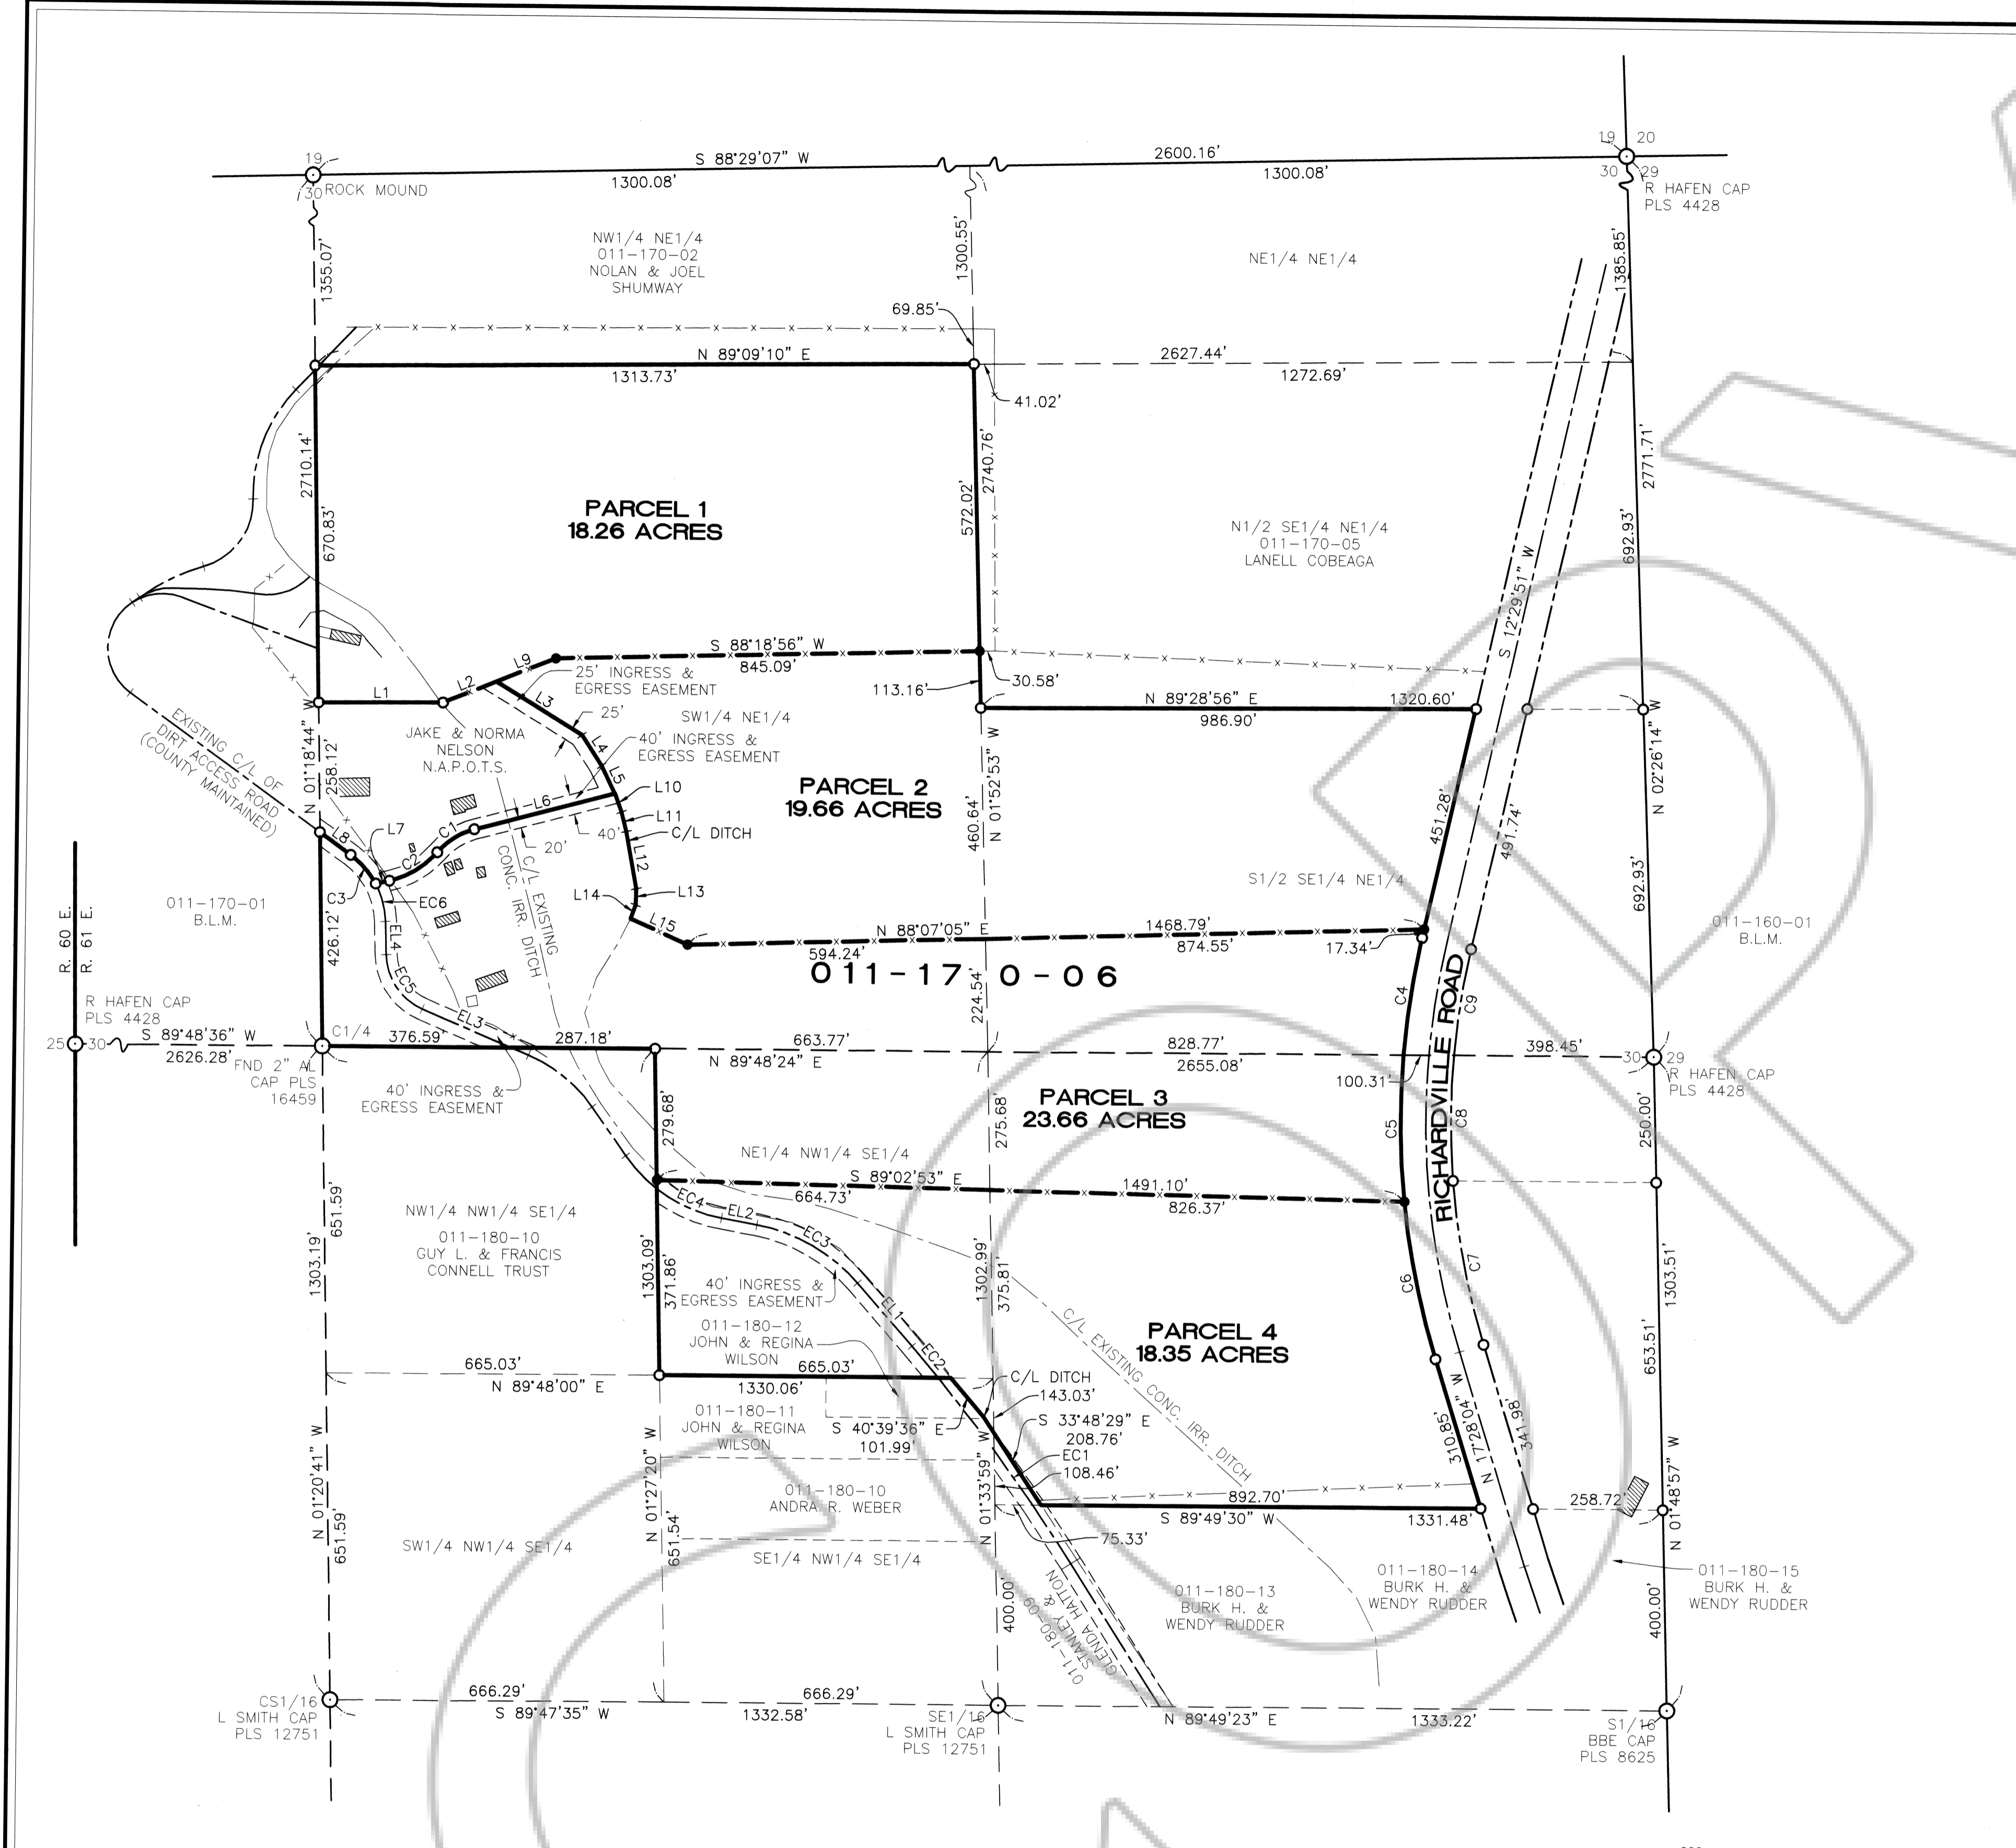 19
30
ROCK MOUND
S 88°29'07" W
1300.08'
2600.16'
1300.08'
19 20
30 29
R HAFEN CAP
PLS 4428
1355.07'
NW1/4 NE1/4
011-170-02
NOLAN & JOEL
SHUMWAY
1300.55'
NE1/4 NE1/4
1385.85'
69.85'
N 89°09'10" E
1313.73'
2627.44'
1272.69'
41.02'
2710.14'
670.83'
PARCEL 1
18.26 ACRES
572.02'
2740.76'
N1/2 SE1/4 NE1/4
011-170-05
LANELL COBEAGA
S 12°29'51" W
692.93'
2771.71'
S 88°18'56" W
845.09'
L9
L2
L1
25' INGRESS &
EGRESS EASEMENT
L3
25'
113.16'
30.58'
N 89°28'56" E
986.90'
1320.60'
SW1/4 NE1/4
40' INGRESS &
EGRESS EASEMENT
JAKE & NORMA
NELSON
N.A.P.O.T.S.
EXISTING C/L OF
DIRT ACCESS ROAD
(COUNTY MAINTAINED)
N 01°18'44" W
258.12'
L4
L5
L6
L10
L11
C/L DITCH
40'
20'
L12
L13
L14
L15
L7
L8
C1
C2
C3
EC6
EL4
EC5
EL3
C/L EXISTING
CONC. IRR. DITCH
PARCEL 2
19.66 ACRES
460.64'
N 01°52'53" W
451.28'
491.74'
N 02°26'14" W
692.93'
S1/2 SE1/4 NE1/4
011-160-01
B.L.M.
011-170-01
B.L.M.
R. 60 E.
R. 61 E.
426.12'
N 88°07'05" E
594.24'
1468.79'
874.55'
17.34'
011-170-06
224.54'
C4
C9
RICHARDVILLE ROAD
R HAFEN CAP
PLS 4428
25
30
S 89°48'36" W
2626.28'
C1/4
FND 2" AL
CAP PLS
16459
376.59'
287.18'
663.77'
N 89°48'24" E
828.77'
2655.08'
398.45'
100.31'
30 29
R HAFEN CAP
PLS 4428
40' INGRESS &
EGRESS EASEMENT
279.68'
275.68'
PARCEL 3
23.66 ACRES
C5
C8
250.00'
NE1/4 NW1/4 SE1/4
S 89°02'53" E
664.73'
1491.10'
826.37'
651.59'
1303.19'
NW1/4 NW1/4 SE1/4
011-180-10
GUY L. & FRANCIS
CONNELL TRUST
EC4
EL2
EC3
EL1
EC2
1303.09'
371.86'
40' INGRESS &
EGRESS EASEMENT
1302.99'
375.81'
C/L EXISTING CONC. IRR. DITCH
C6
C7
PARCEL 4
18.35 ACRES
1303.51'
653.51'
011-180-12
JOHN & REGINA
WILSON
665.03'
N 89°48'00" E
665.03'
1330.06'
C/L DITCH
143.03'
S 40°39'36" E
101.99'
S 33°48'29" E
208.76'
EC1
108.46'
011-180-11
JOHN & REGINA
WILSON
310.85'
N 17°28'04" W
341.98'
892.70'
S 89°49'30" W
1331.48'
258.72'
N 01°48'57" W
N 01°20'41" W
651.59'
N 01°27'20" W
651.54'
N 01°33'59" W
400.00'
75.33'
011-180-10
ANDRA R. WEBER
SW1/4 NW1/4 SE1/4
SE1/4 NW1/4 SE1/4
011-180-09
STANLEY &
GLENDA HATTON
011-180-13
BURK H. &
WENDY RUDDER
011-180-14
BURK H. &
WENDY RUDDER
011-180-15
BURK H. &
WENDY RUDDER
400.00'
CS1/16
L SMITH CAP
PLS 12751
666.29'
S 89°47'35" W
666.29'
1332.58'
SE1/16
L SMITH CAP
PLS 12751
N 89°49'23" E
1333.22'
S1/16
BBE CAP
PLS 8625